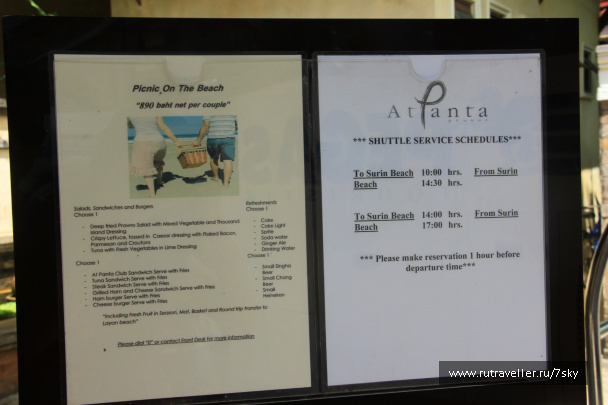 Picnic On The Beach
"890 baht net per couple"
Salads, Sandwiches and Burgers
Choose 1
- Deep fried Prawns Salad with Mixed Vegetable and Thousand
Island Dressing
- Crispy Lettuce, tossed in Caesar dressing with Flaked Bacon,
Parmesan and Croutons
- Tuna with Fresh Vegetables in Lime Dressing
Choose 1
- At Panta Club Sandwich Serve with Fries
- Tuna Sandwich Serve with Fries
- Steak Sandwich Serve with Fries
- Grilled Ham and Cheese Sandwich Serve with Fries
- Ham burger Serve with Fries
- Cheese burger Serve with Fries
Refreshments
Choose 1
- Coke
- Coke Light
- Sprite
- Soda water
- Ginger Ale
- Drinking Water
Choose 1
- Small Singha
Beer
- Small Chang
Beer
- Small
Heineken
"Including Fresh Fruit in Season, Mat, Basket and Round trip transfer to
Layan beach"
Please dial "0" or contact Front Desk for more information
AtPanta
*** SHUTTLE SERVICE SCHEDULES***
To Surin Beach 10:00 hrs. From Surin
Beach 14:30 hrs.
To Surin Beach 14:00 hrs. From Surin
Beach 17:00 hrs.
*** Please make reservation 1 hour before
departure time***
www.rutraveller.ru/7sky